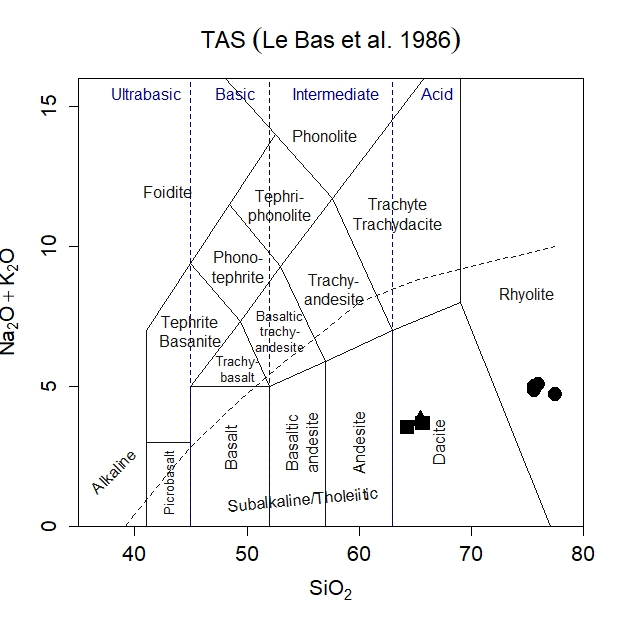 TAS (Le Bas et al. 1986)
Ultrabasic
Basic
Intermediate
Acid
Phonolite
Foidite
Tephri-
phonolite
Trachyte
Trachydacite
Phono-
tephrite
Trachy-
andesite
Rhyolite
Tephrite
Basanite
Basaltic
trachy-
andesite
Trachy-
basalt
Alkaline
Picrobasalt
Basalt
Basaltic
andesite
Andesite
Dacite
Subalkaline/Tholeiitic
Na₂O + K₂O
0
5
10
15
40
50
60
70
80
SiO₂